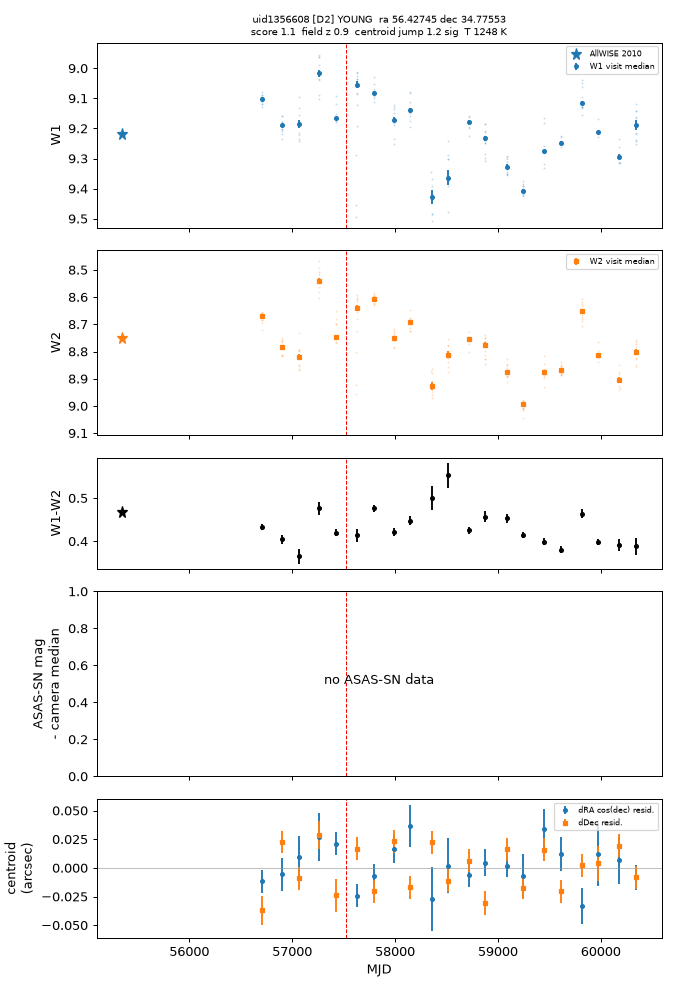 uid1356608 [D2] YOUNG ra 56.42745 dec 34.77553
score 1.1 field z 0.9 centroid jump 1.2 sig T 1248 K
W1
9.0
9.1
9.2
9.3
9.4
9.5
AllWISE 2010
W1 visit median
W2
8.5
8.6
8.7
8.8
8.9
9.0
9.1
W2 visit median
W1-W2
0.5
0.4
ASAS-SN mag
- camera median
1.0
0.8
0.6
0.4
0.2
0.0
no ASAS-SN data
centroid
(arcsec)
0.050
0.025
0.000
−0.025
−0.050
dRA cos(dec) resid.
dDec resid.
56000
57000
58000
59000
60000
MJD